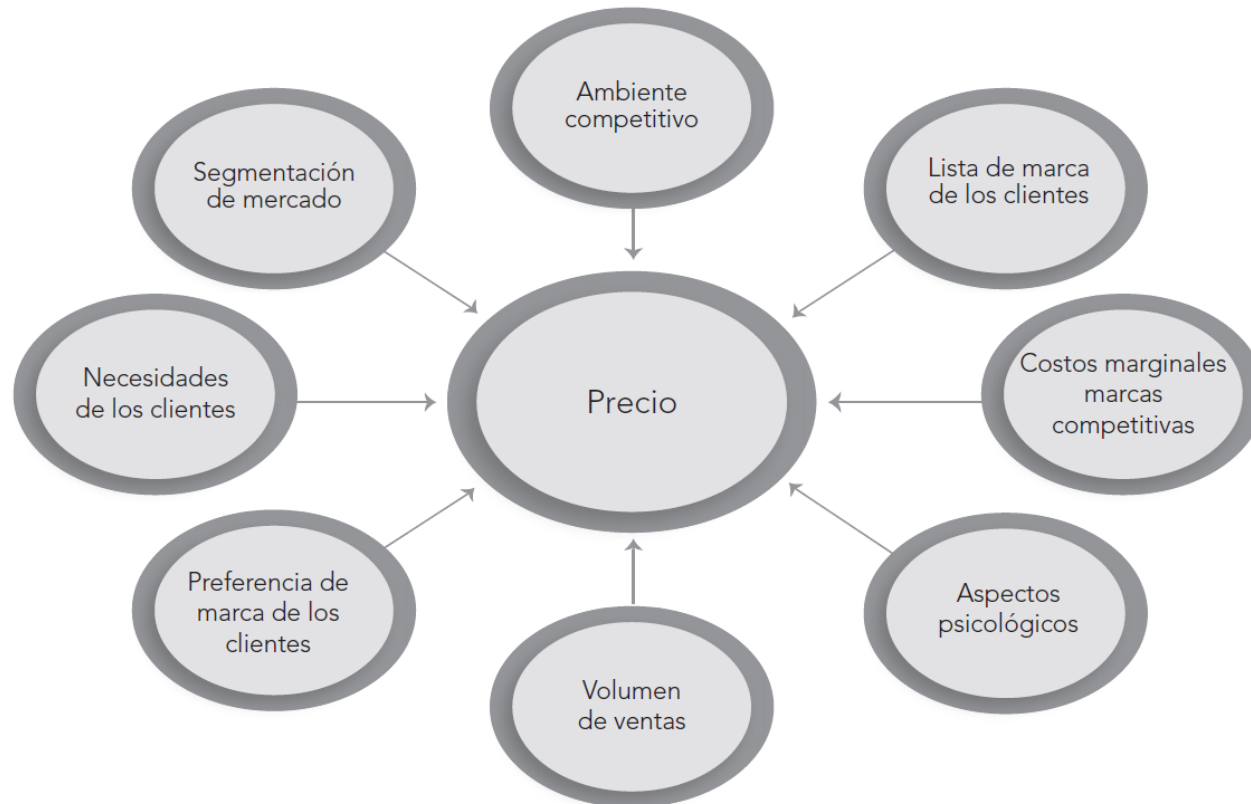 Ambiente
competitivo
Segmentación
de mercado
Lista de marca
de los clientes
Necesidades
de los clientes
Precio
Costos marginales
marcas
competitivas
Preferencia de
marca de los
clientes
Aspectos
psicológicos
Volumen
de ventas